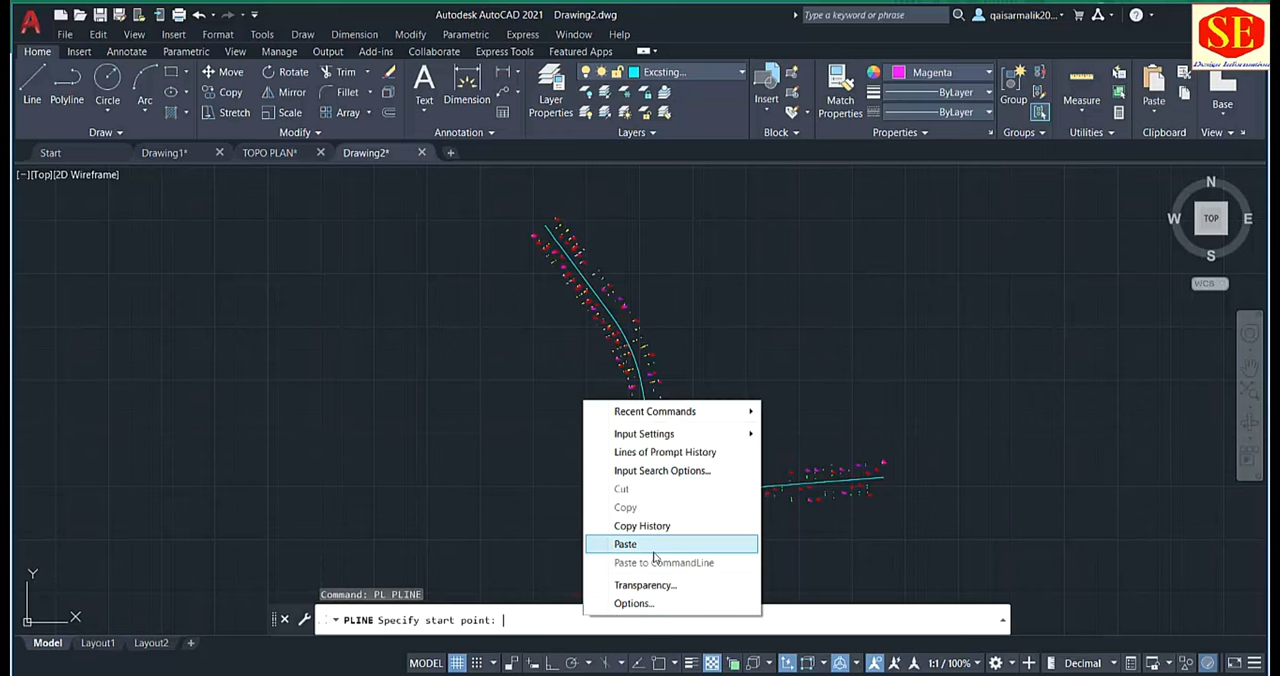 Autodesk AutoCAD 2021 Drawing2.dwg
Type a keyword or phrase
qaisarmalik20...
SE
Design Informations
File Edit View Insert Format Tools Draw Dimension Modify Parametric Express Window Help
Home Insert Annotate Parametric View Manage Output Add-ins Collaborate Express Tools Featured Apps
Line Polyline Circle Arc
Move Rotate Trim
Copy Mirror Fillet
Stretch Scale Array
Text Dimension
Layer Properties
Excsting...
Insert
Match Properties
Magenta
ByLayer
ByLayer
Group
Measure
Paste
Base
Draw Modify Annotation Layers Block Properties Groups Utilities Clipboard View
Start Drawing1* TOPO PLAN* Drawing2*
[−][Top][2D Wireframe]
N
W TOP E
S
WCS
Recent Commands
Input Settings
Lines of Prompt History
Input Search Options...
Cut
Copy
Copy History
Paste
Paste to CommandLine
Transparency...
Options...
Y
X
Command: PL PLINE
PLINE Specify start point:
Model Layout1 Layout2 +
MODEL 1:1 / 100% Decimal